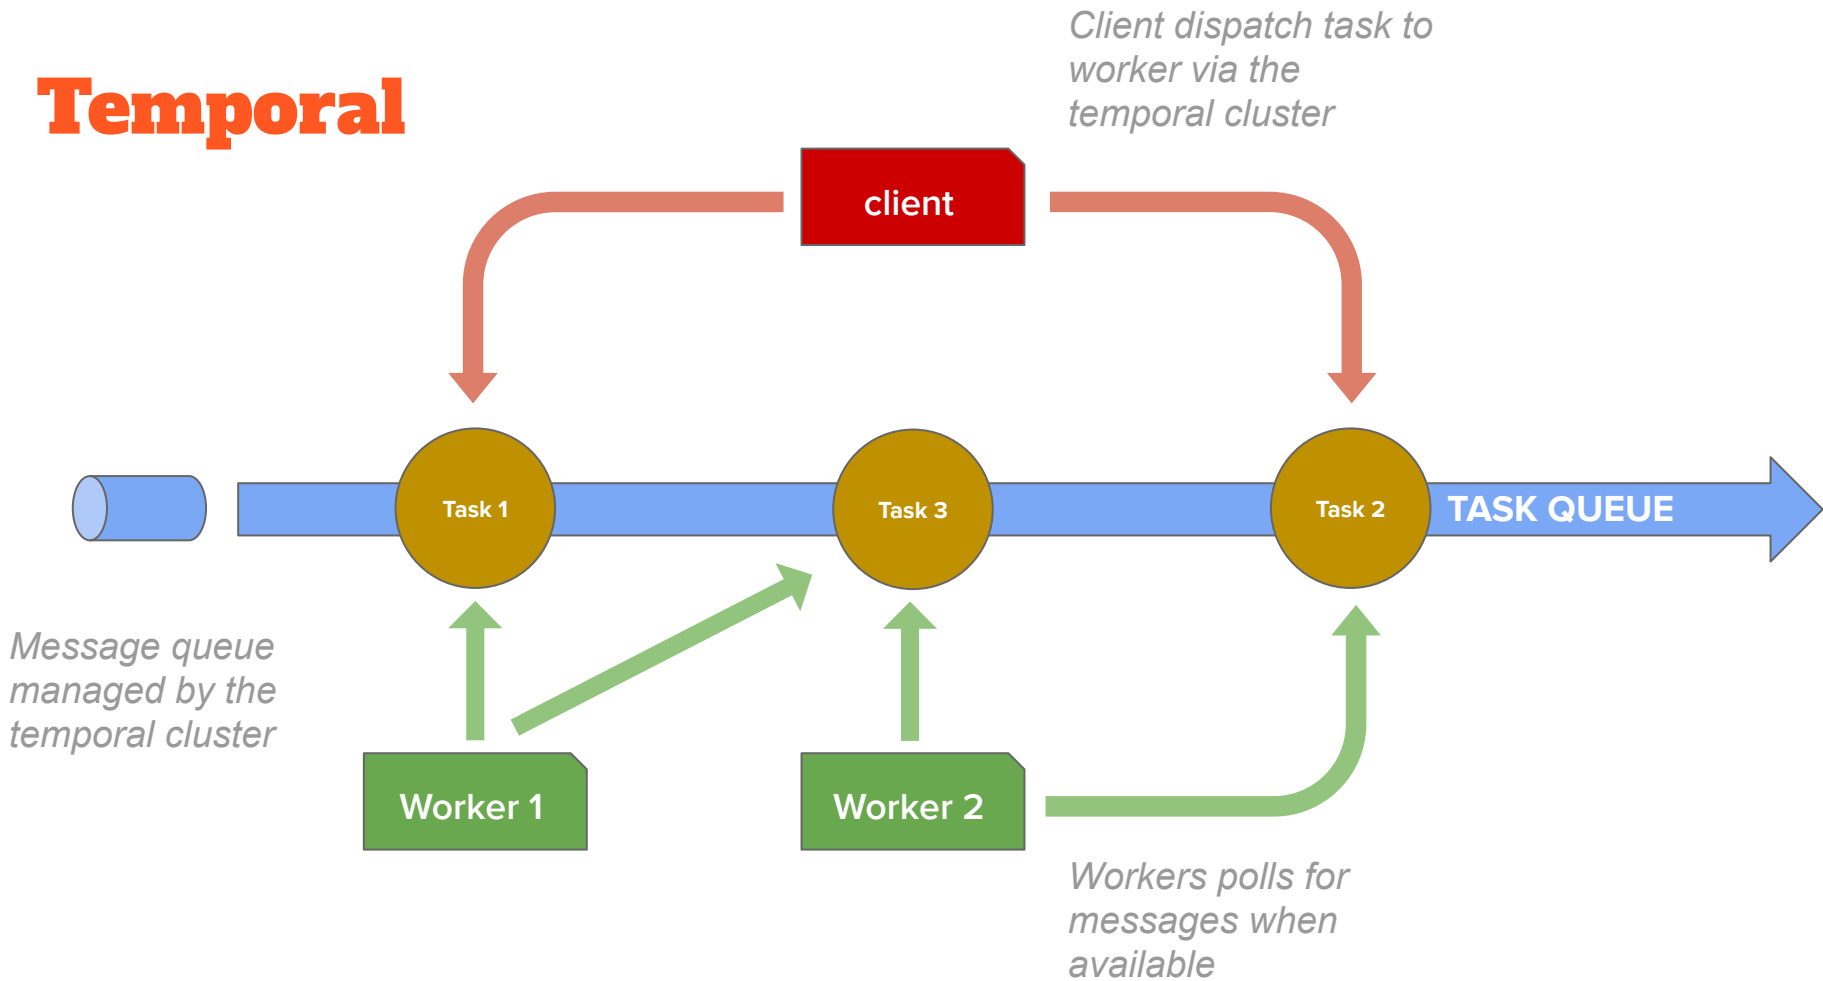 Client dispatch task to
worker via the
temporal cluster
Temporal
client
Task 1
Task 3
Task 2
TASK QUEUE
Message queue
managed by the
temporal cluster
Worker 1
Worker 2
Workers polls for
messages when
available